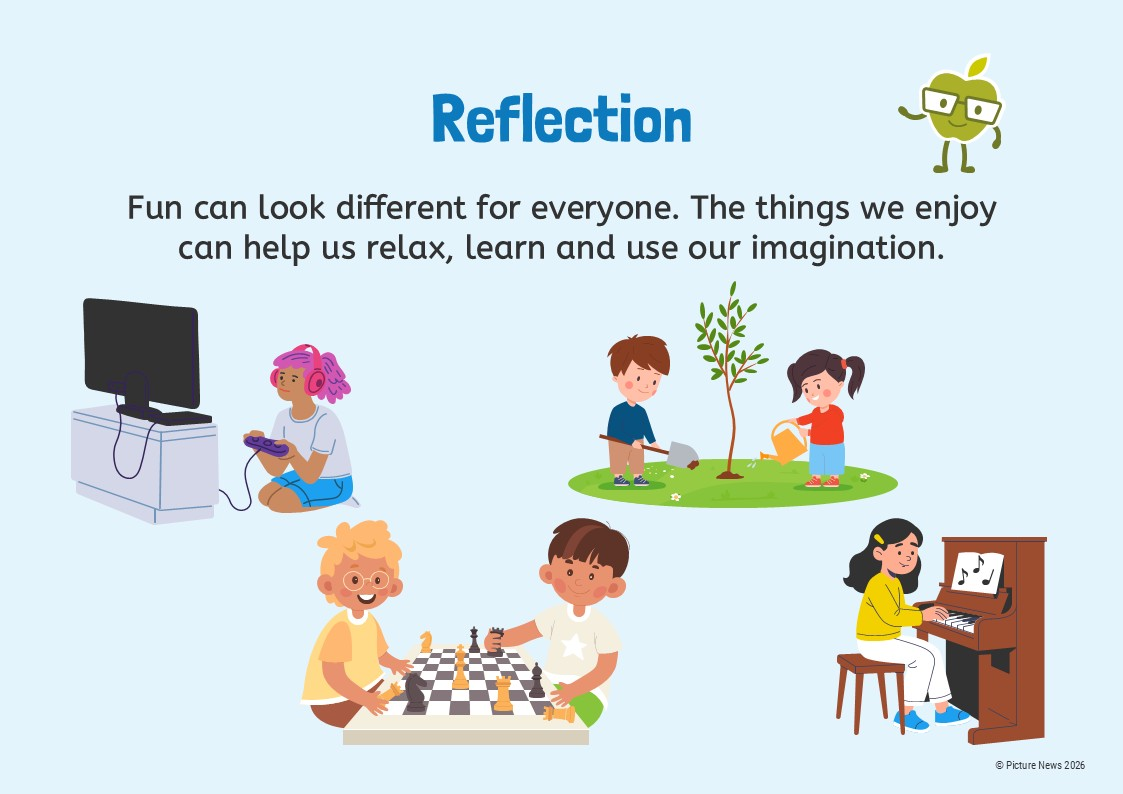 Reflection
Fun can look different for everyone. The things we enjoy
can help us relax, learn and use our imagination.
© Picture News 2026